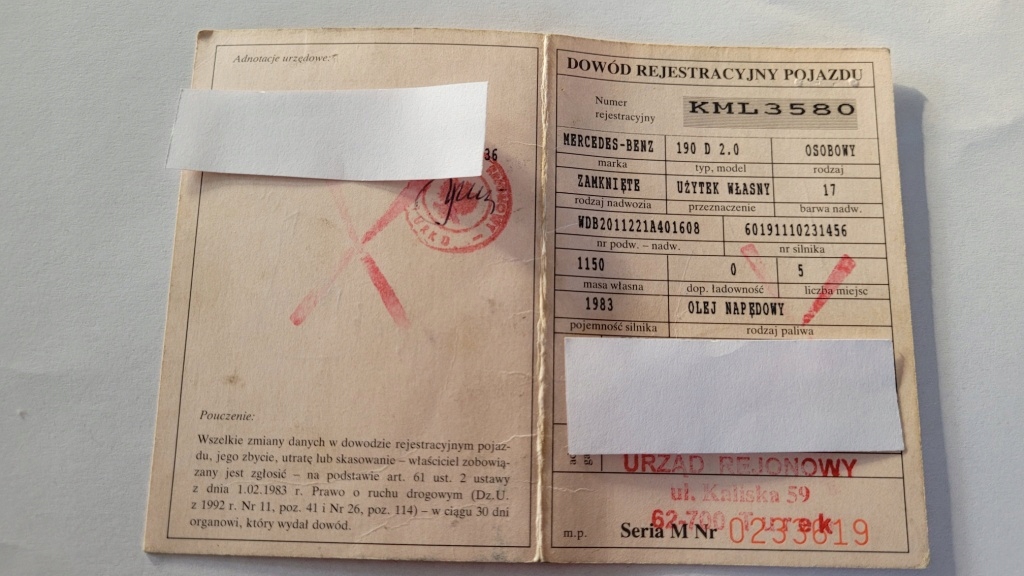 Adnotacje urzędowe:
36
Pouczenie:
Wszelkie zmiany danych w dowodzie rejestracyjnym pojaz-
du, jego zbycie, utratę lub skasowanie – właściciel zobowią-
zany jest zgłosić – na podstawie art. 61 ust. 2 ustawy
z dnia 1.02.1983 r. Prawo o ruchu drogowym (Dz.U.
z 1992 r. Nr 11, poz. 41 i Nr 26, poz. 114) – w ciągu 30 dni
organowi, który wydał dowód.
DOWÓD REJESTRACYJNY POJAZDU
Numer
rejestracyjny
KML3580
MERCEDES-BENZ 190 D 2.0 OSOBOWY
marka typ, model rodzaj
ZAMKNIĘTE UŻYTEK WŁASNY 17
rodzaj nadwozia przeznaczenie barwa nadw.
WDB2011221A401608 60191110231456
nr podw. – nadw. nr silnika
1150 0 5
masa własna dop. ładowność liczba miejsc
1983 OLEJ NAPĘDOWY
pojemność silnika rodzaj paliwa
URZĄD REJONOWY
ul. Kaliska 59
62-700 Turek
m.p. Seria M Nr 0233619